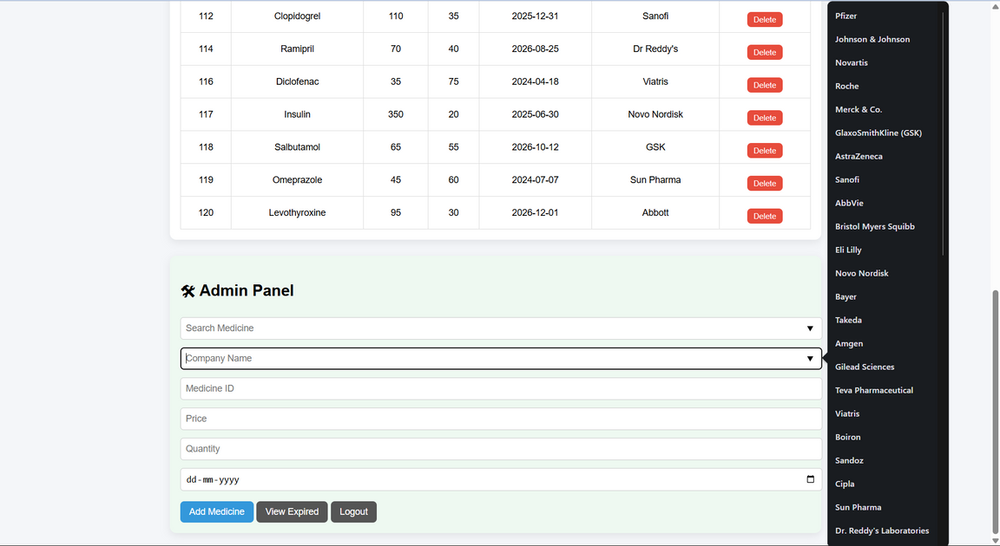 112 Clopidogrel 110 35 2025-12-31 Sanofi Delete
114 Ramipril 70 40 2026-08-25 Dr Reddy's Delete
116 Diclofenac 35 75 2024-04-18 Viatris Delete
117 Insulin 350 20 2025-06-30 Novo Nordisk Delete
118 Salbutamol 65 55 2026-10-12 GSK Delete
119 Omeprazole 45 60 2024-07-07 Sun Pharma Delete
120 Levothyroxine 95 30 2026-12-01 Abbott Delete
🛠 Admin Panel
Search Medicine
Company Name
Medicine ID
Price
Quantity
dd-mm-yyyy
Add Medicine View Expired Logout
Pfizer
Johnson & Johnson
Novartis
Roche
Merck & Co.
GlaxoSmithKline (GSK)
AstraZeneca
Sanofi
AbbVie
Bristol Myers Squibb
Eli Lilly
Novo Nordisk
Bayer
Takeda
Amgen
Gilead Sciences
Teva Pharmaceutical
Viatris
Boiron
Sandoz
Cipla
Sun Pharma
Dr. Reddy's Laboratories